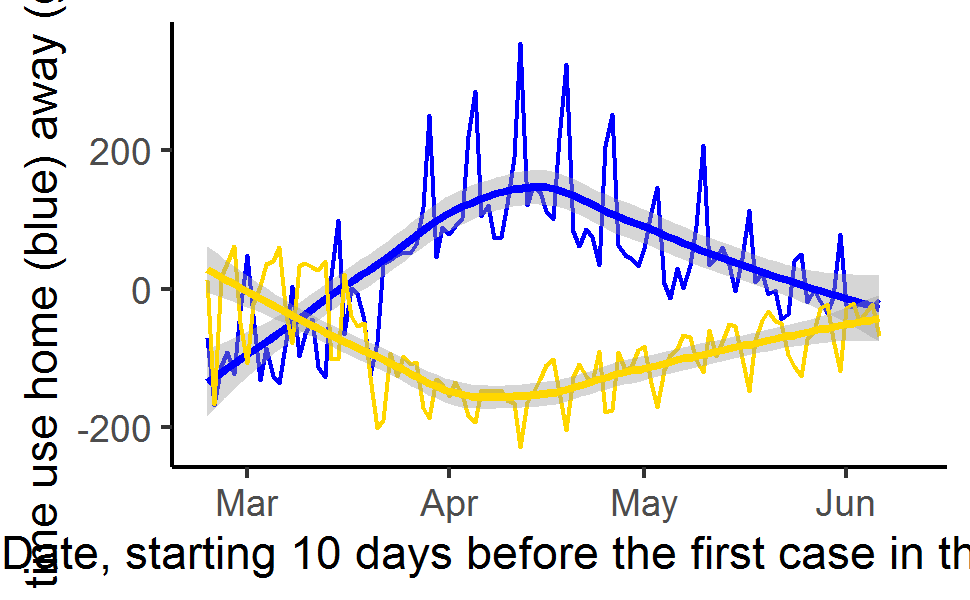 time use home (blue) away (
200
0
-200
Mar Apr May Jun
Date, starting 10 days before the first case in th